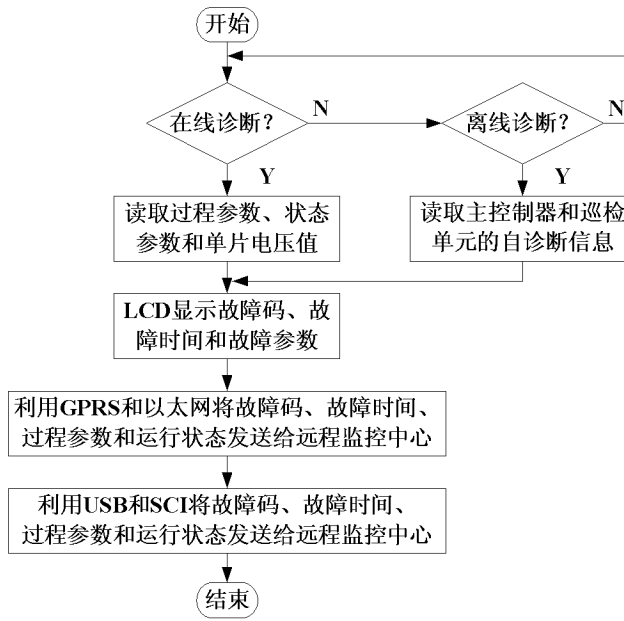 开始
在线诊断？
N
离线诊断？
N
Y
Y
读取过程参数、状态
参数和单片电压值
读取主控制器和巡检
单元的自诊断信息
LCD显示故障码、故
障时间和故障参数
利用GPRS和以太网将故障码、故障时间、
过程参数和运行状态发送给远程监控中心
利用USB和SCI将故障码、故障时间、
过程参数和运行状态发送给远程监控中心
结束